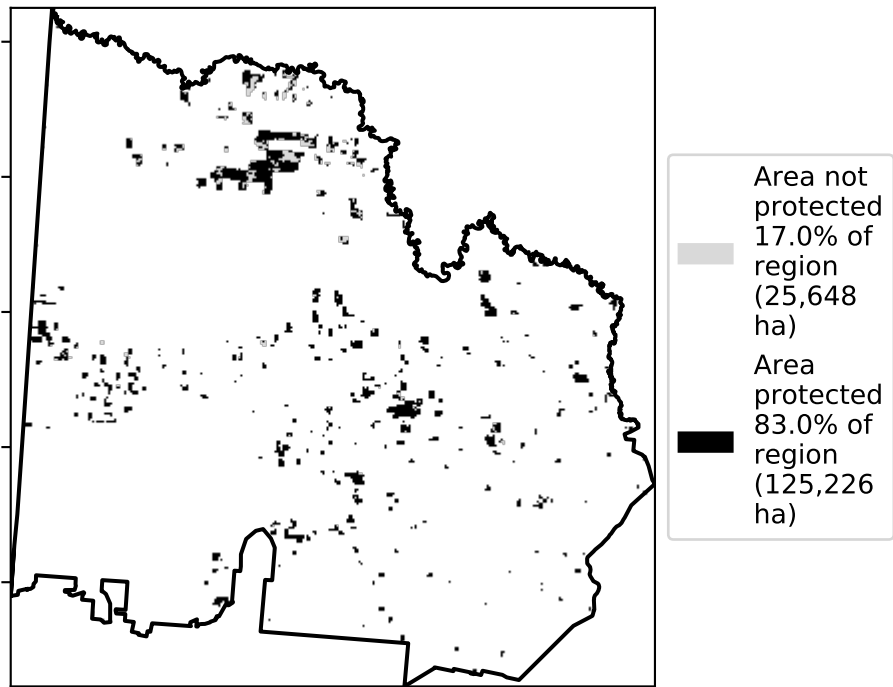 Area not
protected
17.0% of
region
(25,648
ha)
Area
protected
83.0% of
region
(125,226
ha)